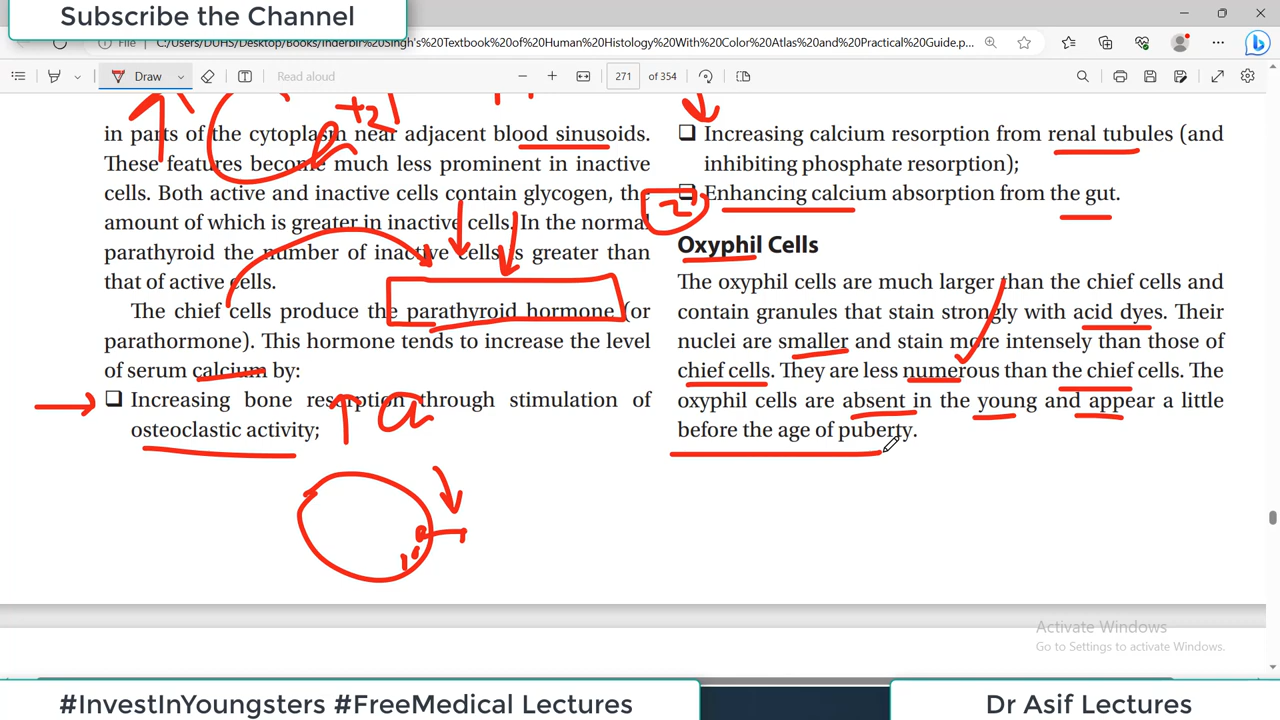 Subscribe the Channel
File
C:/Users/DUHS/Desktop/Books/Inderbir%20Singh's%20Textbook%20of%20Human%20Histology%20With%20Color%20Atlas%20and%20Practical%20Guide.p...
Draw
Read aloud
271 of 354
in parts of the cytoplasm near adjacent blood sinusoids.
These features become much less prominent in inactive
cells. Both active and inactive cells contain glycogen, the
amount of which is greater in inactive cells. In the normal
parathyroid the number of inactive cells is greater than
that of active cells.
The chief cells produce the parathyroid hormone (or
parathormone). This hormone tends to increase the level
of serum calcium by:
❑ Increasing bone resorption through stimulation of
osteoclastic activity;
❑ Increasing calcium resorption from renal tubules (and
inhibiting phosphate resorption);
❑ Enhancing calcium absorption from the gut.
2
Oxyphil Cells
The oxyphil cells are much larger than the chief cells and
contain granules that stain strongly with acid dyes. Their
nuclei are smaller and stain more intensely than those of
chief cells. They are less numerous than the chief cells. The
oxyphil cells are absent in the young and appear a little
before the age of puberty.
Activate Windows
Go to Settings to activate Windows.
#InvestInYoungsters #FreeMedical Lectures
Dr Asif Lectures